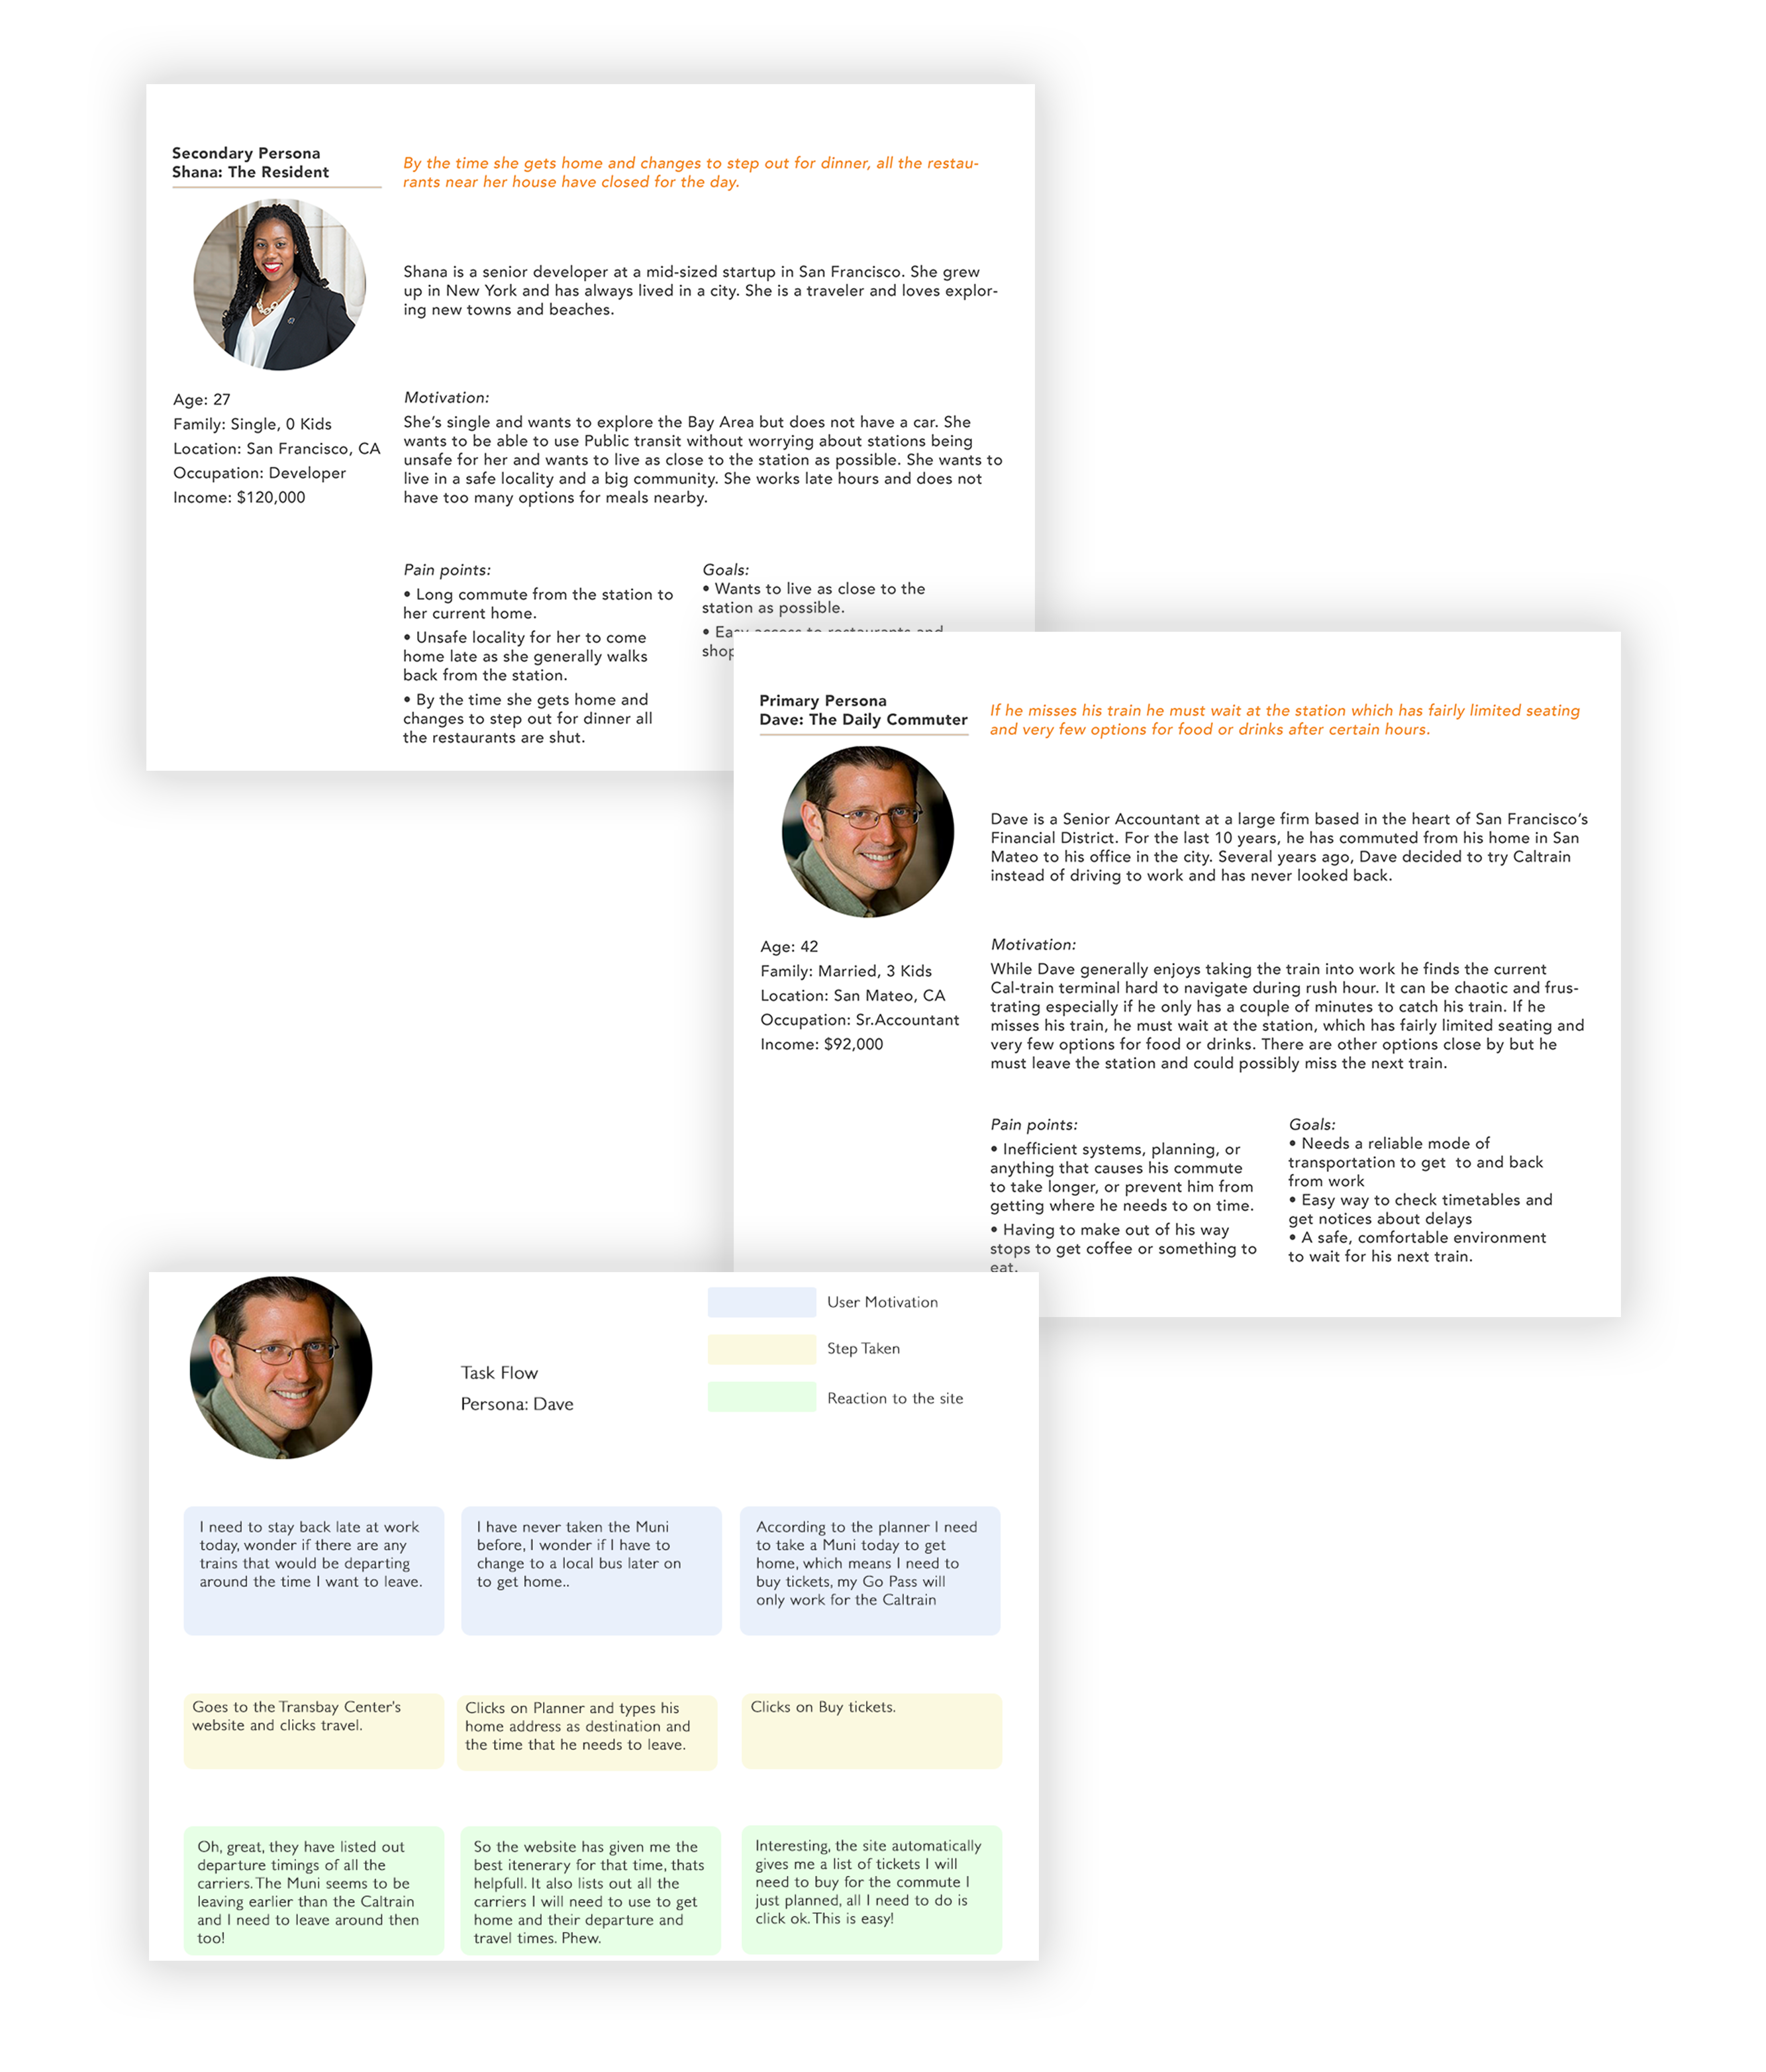 Secondary Persona
Shana: The Resident
By the time she gets home and changes to step out for dinner, all the restau-
rants near her house have closed for the day.
Shana is a senior developer at a mid-sized startup in San Francisco. She grew
up in New York and has always lived in a city. She is a traveler and loves explor-
ing new towns and beaches.
Age: 27
Family: Single, 0 Kids
Location: San Francisco, CA
Occupation: Developer
Income: $120,000
Motivation:
She's single and wants to explore the Bay Area but does not have a car. She
wants to be able to use Public transit without worrying about stations being
unsafe for her and wants to live as close to the station as possible. She wants to
live in a safe locality and a big community. She works late hours and does not
have too many options for meals nearby.
Pain points:
• Long commute from the station to
her current home.
• Unsafe locality for her to come
home late as she generally walks
back from the station.
• By the time she gets home and
changes to step out for dinner all
the restaurants are shut.
Goals:
• Wants to live as close to the
station as possible.
• Easy access to restaurants and
shop
Primary Persona
Dave: The Daily Commuter
If he misses his train he must wait at the station which has fairly limited seating
and very few options for food or drinks after certain hours.
Dave is a Senior Accountant at a large firm based in the heart of San Francisco's
Financial District. For the last 10 years, he has commuted from his home in San
Mateo to his office in the city. Several years ago, Dave decided to try Caltrain
instead of driving to work and has never looked back.
Age: 42
Family: Married, 3 Kids
Location: San Mateo, CA
Occupation: Sr.Accountant
Income: $92,000
Motivation:
While Dave generally enjoys taking the train into work he finds the current
Cal-train terminal hard to navigate during rush hour. It can be chaotic and frus-
trating especially if he only has a couple of minutes to catch his train. If he
misses his train, he must wait at the station, which has fairly limited seating and
very few options for food or drinks. There are other options close by but he
must leave the station and could possibly miss the next train.
Pain points:
• Inefficient systems, planning, or
anything that causes his commute
to take longer, or prevent him from
getting where he needs to on time.
• Having to make out of his way
stops to get coffee or something to
eat.
Goals:
• Needs a reliable mode of
transportation to get  to and back
from work
• Easy way to check timetables and
get notices about delays
• A safe, comfortable environment
to wait for his next train.
Task Flow
Persona: Dave
User Motivation
Step Taken
Reaction to the site
I need to stay back late at work
today, wonder if there are any
trains that would be departing
around the time I want to leave.
I have never taken the Muni
before, I wonder if I have to
change to a local bus later on
to get home..
According to the planner I need
to take a Muni today to get
home, which means I need to
buy tickets, my Go Pass will
only work for the Caltrain
Goes to the Transbay Center's
website and clicks travel.
Clicks on Planner and types his
home address as destination and
the time that he needs to leave.
Clicks on Buy tickets.
Oh, great, they have listed out
departure timings of all the
carriers. The Muni seems to be
leaving earlier than the Caltrain
and I need to leave around then
too!
So the website has given me the
best itenerary for that time, thats
helpfull. It also lists out all the
carriers I will need to use to get
home and their departure and
travel times. Phew.
Interesting, the site automatically
gives me a list of tickets I will
need to buy for the commute I
just planned, all I need to do is
click ok. This is easy!